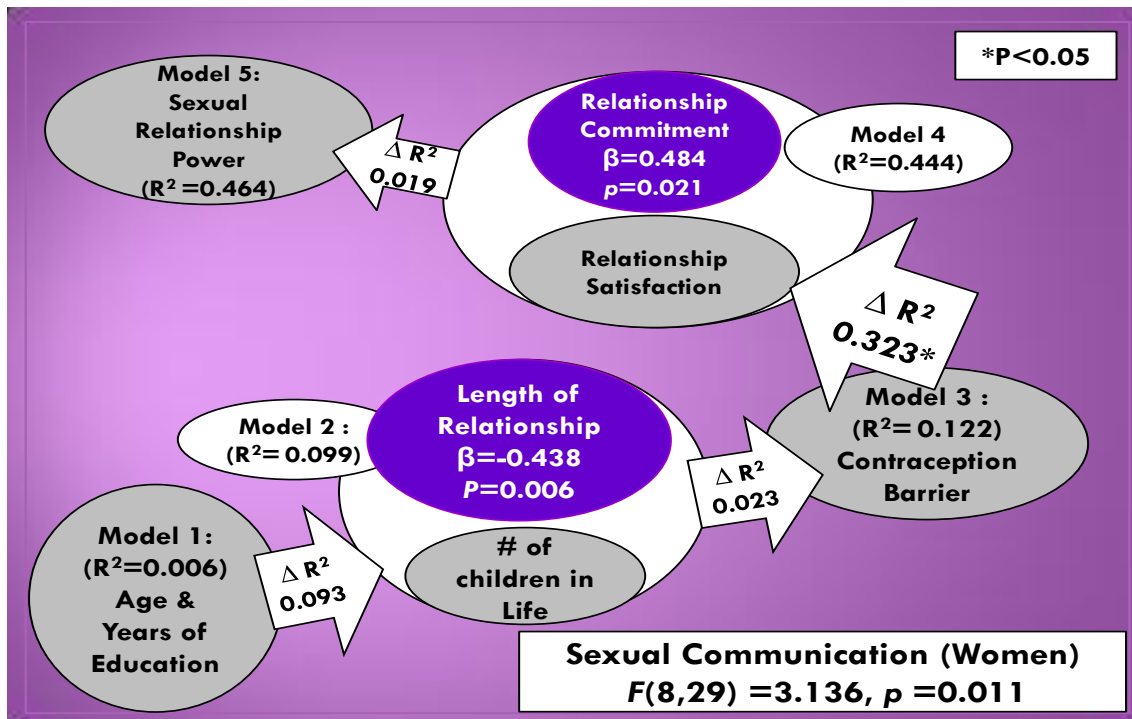 *P<0.05
Model 5:
Sexual
Relationship
Power
(R² =0.464)
Δ R²
0.019
Relationship
Commitment
β=0.484
p=0.021
Model 4
(R²=0.444)
Relationship
Satisfaction
Δ R²
0.323*
Length of
Relationship
β=-0.438
P=0.006
Model 2 :
(R²= 0.099)
Model 3 :
(R²= 0.122)
Contraception
Barrier
Δ R²
0.023
Model 1:
(R²=0.006)
Age &
Years of
Education
Δ R²
0.093
# of
children in
Life
Sexual Communication (Women)
F(8,29) =3.136, p =0.011